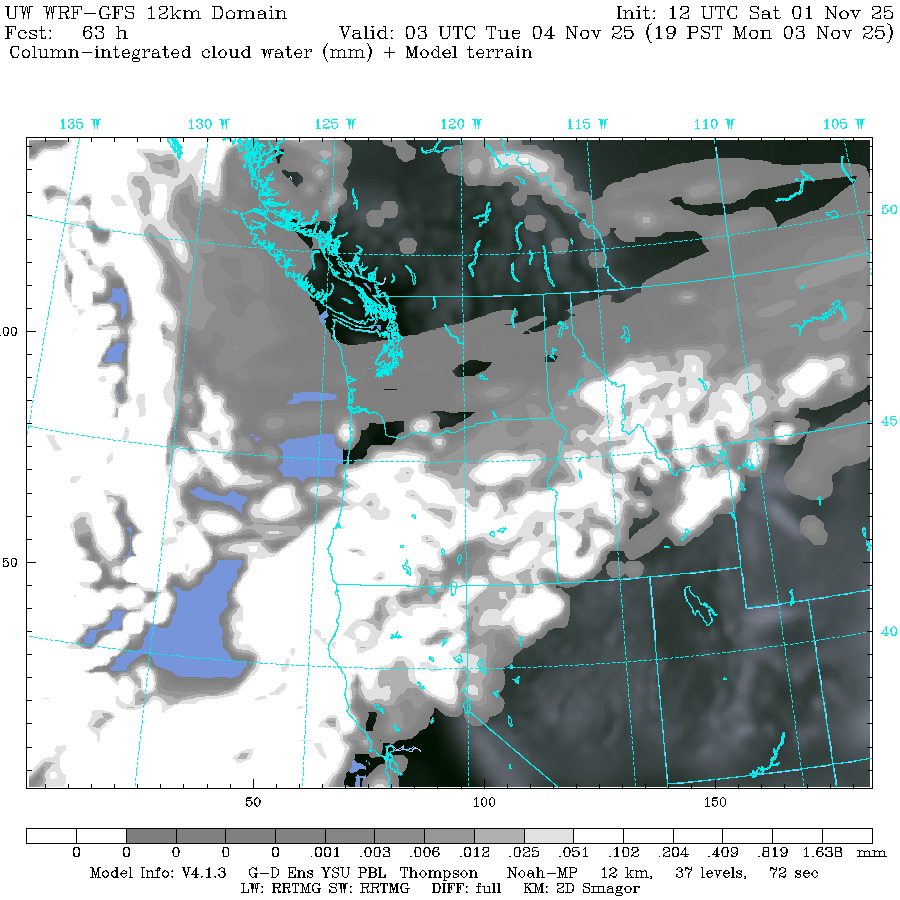 UW WRF-GFS 12km Domain Init: 12 UTC Sat 01 Nov 25
Fcst: 63 h Valid: 03 UTC Tue 04 Nov 25 (19 PST Mon 03 Nov 25)
Column-integrated cloud water (mm) + Model terrain
135 W 130 W 125 W 120 W 115 W 110 W 105 W
50
00
45
50
40
50 100 150
0 0 0 0 .001 .003 .006 .012 .025 .051 .102 .204 .409 .819 1.638 mm
Model Info: V4.1.3 G-D Ens YSU PBL Thompson Noah-MP 12 km, 37 levels, 72 sec
LW: RRTMG SW: RRTMG DIFF: full KM: 2D Smagor